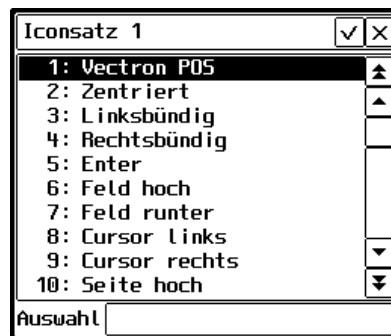 Iconsatz 1
1: Vectron POS
2: Zentriert
3: Linksbündig
4: Rechtsbündig
5: Enter
6: Feld hoch
7: Feld runter
8: Cursor links
9: Cursor rechts
10: Seite hoch
Auswahl